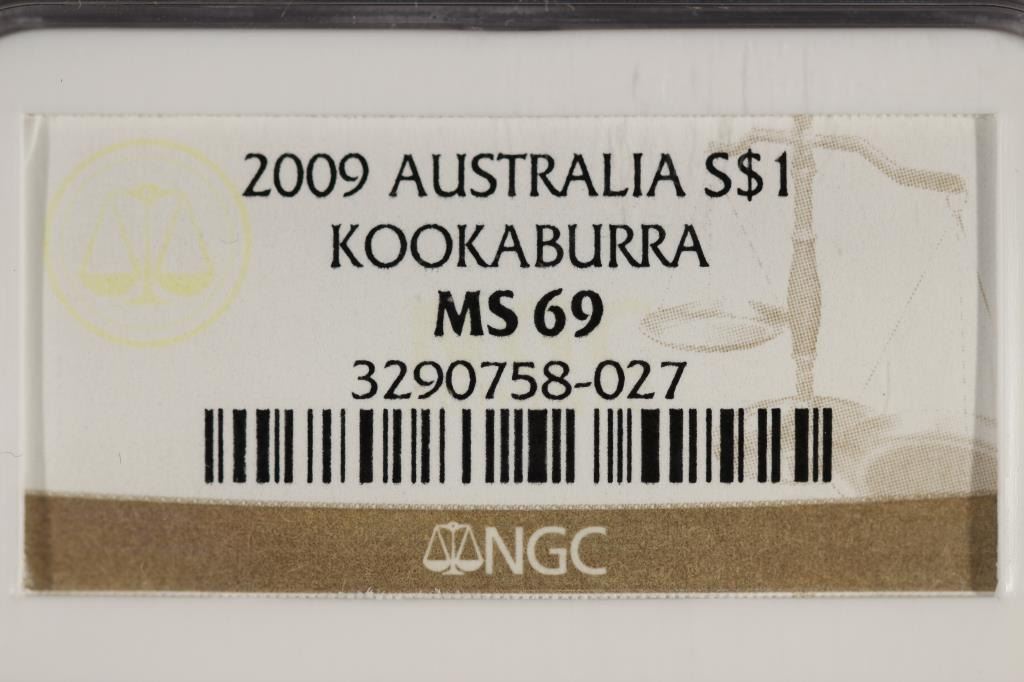 2009 AUSTRALIA S$1
KOOKABURRA
MS 69
3290758-027
NGC